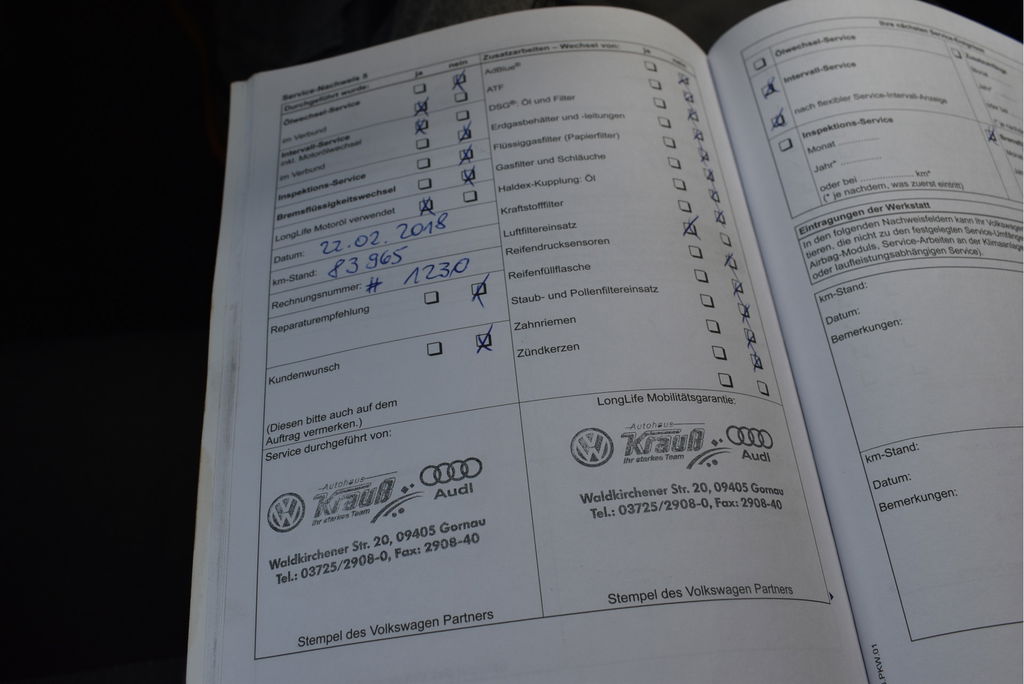 Service-Nachweis 5
ja
nein
Durchgeführt wurde:
Ölwechsel-Service
im Verbund
Intervall-Service
inkl. Motorölwechsel
im Verbund
Inspektions-Service
Bremsflüssigkeitswechsel
LongLife Motoröl verwendet
Datum: 22.02.2018
km-Stand: 83965
Rechnungsnummer: # 1230
Reparaturempfehlung
Kundenwunsch
(Diesen bitte auch auf dem
Auftrag vermerken.)
Service durchgeführt von:
Autohaus
Krauß
Ihr starkes Team
Audi
Waldkirchener Str. 20, 09405 Gornau
Tel.: 03725/2908-0, Fax: 2908-40
Stempel des Volkswagen Partners
Zusatzarbeiten – Wechsel von:
ja
nein
AdBlue®
ATF
DSG®: Öl und Filter
Erdgasbehälter und -leitungen
Flüssiggasfilter (Papierfilter)
Gasfilter und Schläuche
Haldex-Kupplung: Öl
Kraftstofffilter
Luftfiltereinsatz
Reifendrucksensoren
Reifenfüllflasche
Staub- und Pollenfiltereinsatz
Zahnriemen
Zündkerzen
LongLife Mobilitätsgarantie:
Autohaus
Krauß
Ihr starkes Team
Audi
Waldkirchener Str. 20, 09405 Gornau
Tel.: 03725/2908-0, Fax: 2908-40
Stempel des Volkswagen Partners
Ihre nächsten Service-Ereignisse
Ölwechsel-Service
Intervall-Service
nach flexibler Service-Intervall-Anzeige
Inspektions-Service
Monat
Jahr*
oder bei km*
(* je nachdem, was zuerst eintritt)
Jahr
oder bei
Eintragungen der Werkstatt
In den folgenden Nachweisfeldern kann Ihr Volkswagen
tieren, die nicht zu den festgelegten Service-Umfängen
Airbag-Moduls, Service-Arbeiten an der Klimaanlage
oder laufleistungsabhängigen Service).
km-Stand:
Datum:
Bemerkungen:
km-Stand:
Datum:
Bemerkungen:
LPKW.01